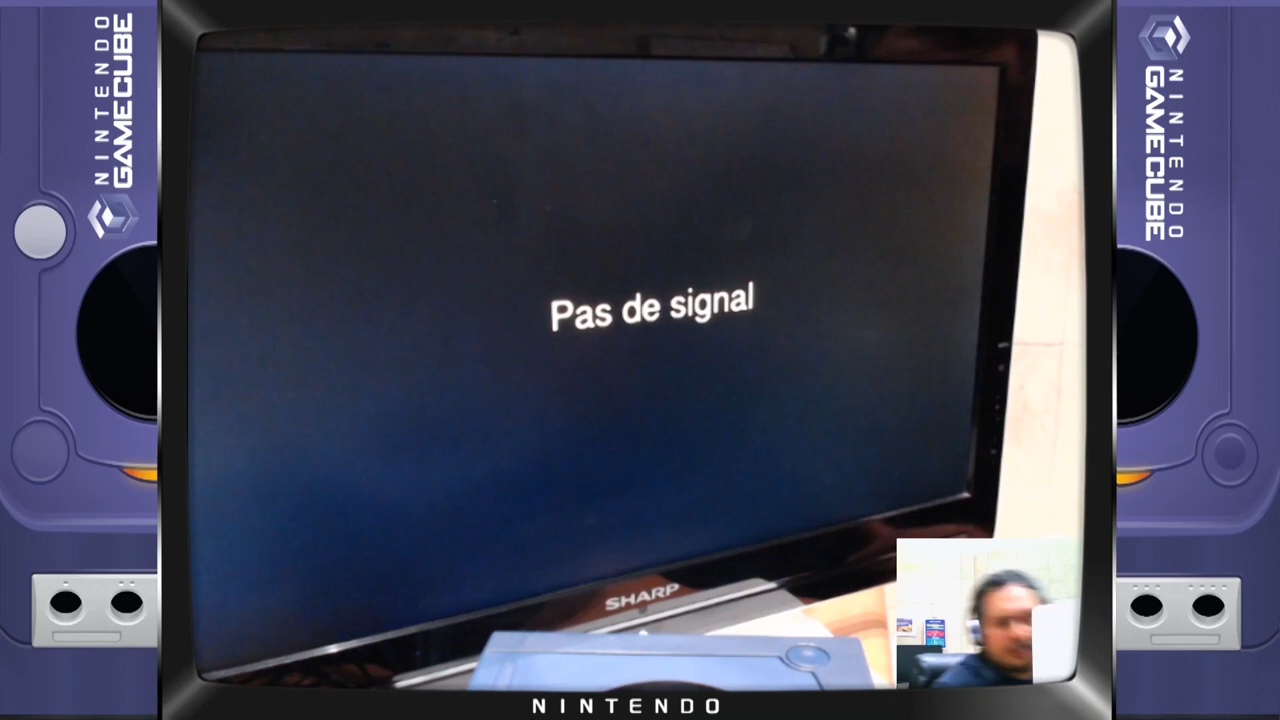 NINTENDO
GAMECUBE
Pas de signal
SHARP
NINTENDO
GAMECUBE
NINTENDO